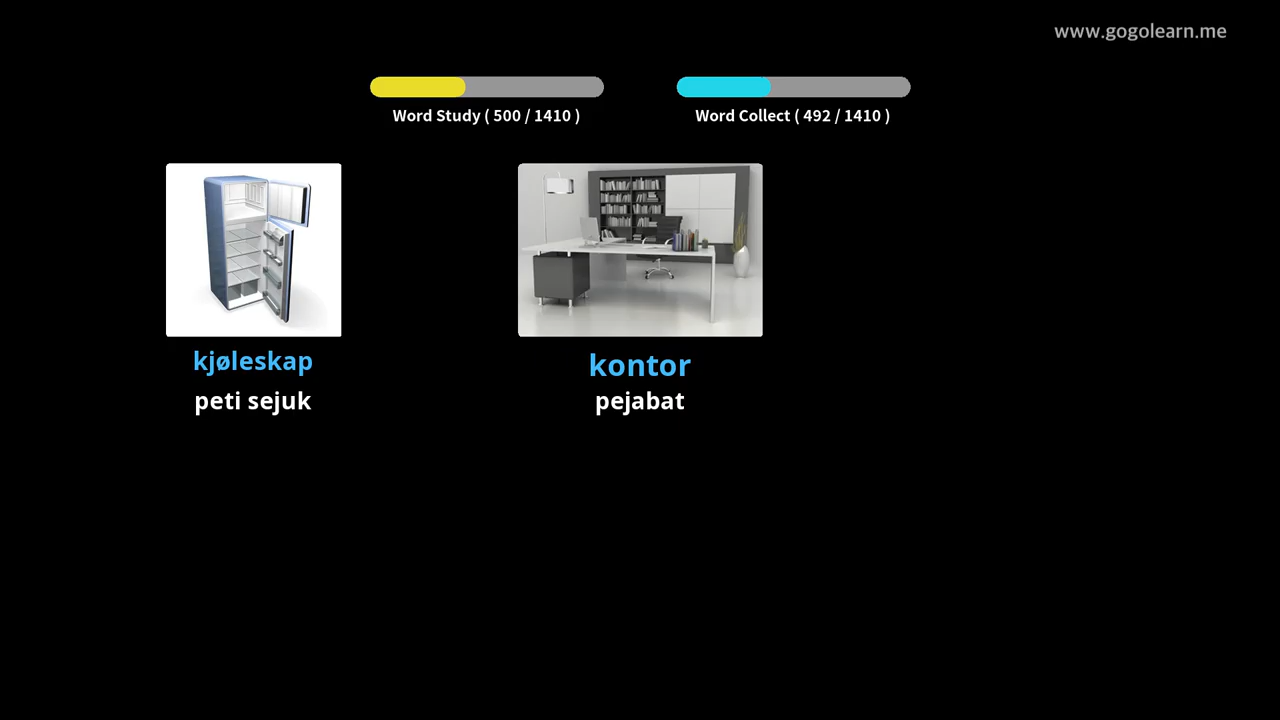 www.gogolearn.me
Word Study ( 500 / 1410 )
Word Collect ( 492 / 1410 )
kjøleskap
peti sejuk
kontor
pejabat